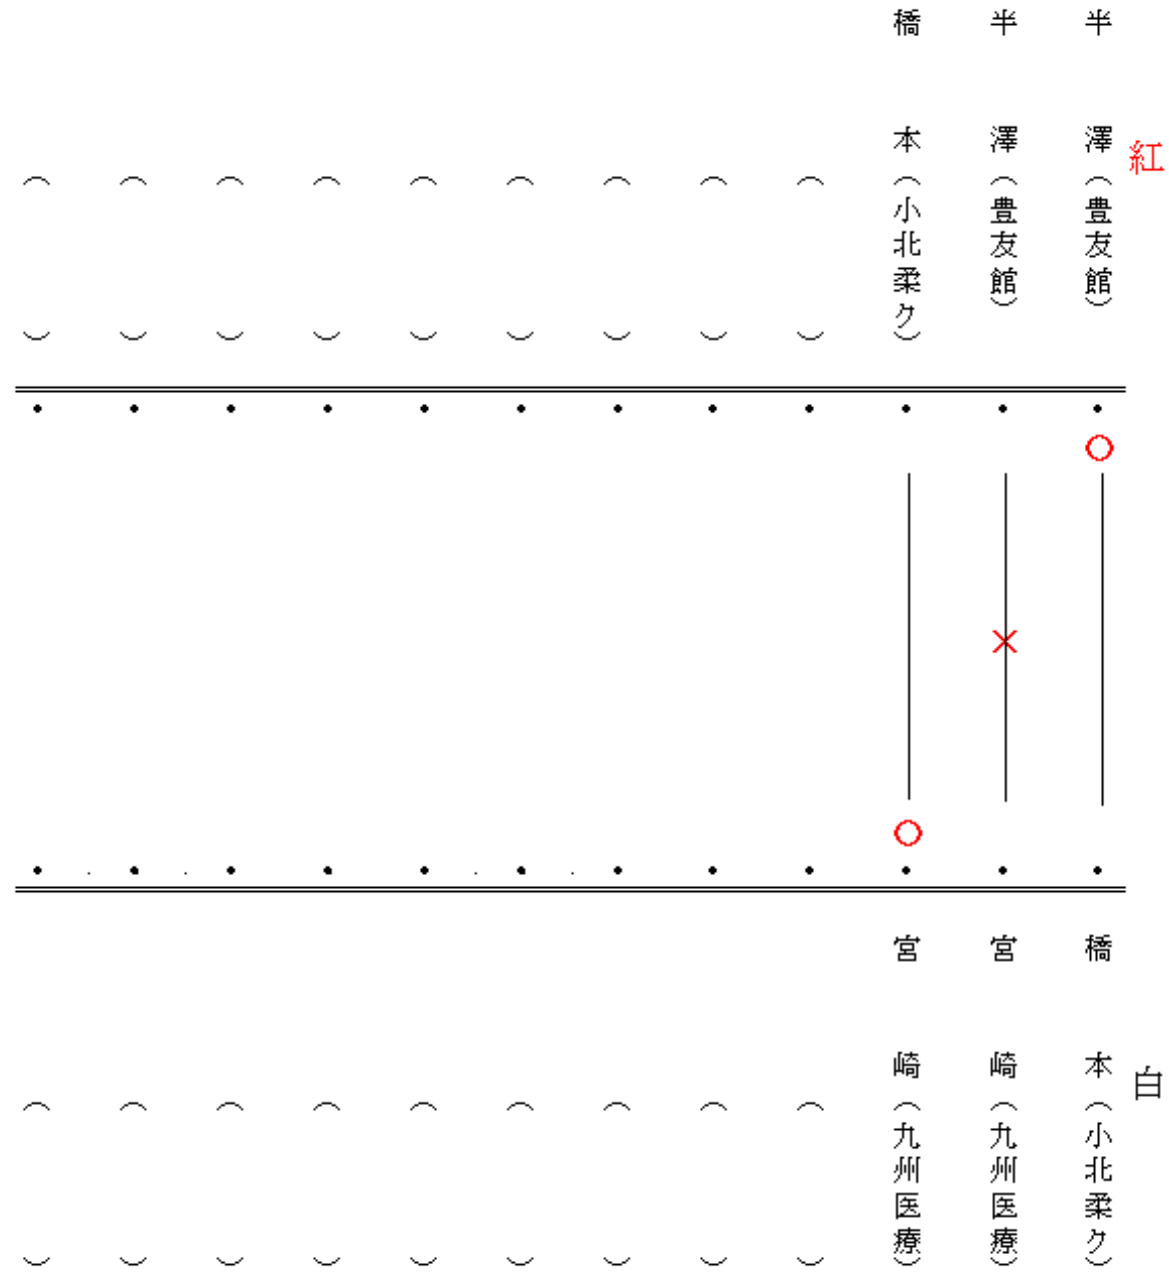 紅
半澤（豊友館）
半澤（豊友館）
橋本（小北柔ク）
（ ）
（ ）
（ ）
（ ）
（ ）
（ ）
（ ）
（ ）
（ ）
○
×
○
白
橋本（小北柔ク）
宮崎（九州医療）
宮崎（九州医療）
（ ）
（ ）
（ ）
（ ）
（ ）
（ ）
（ ）
（ ）
（ ）